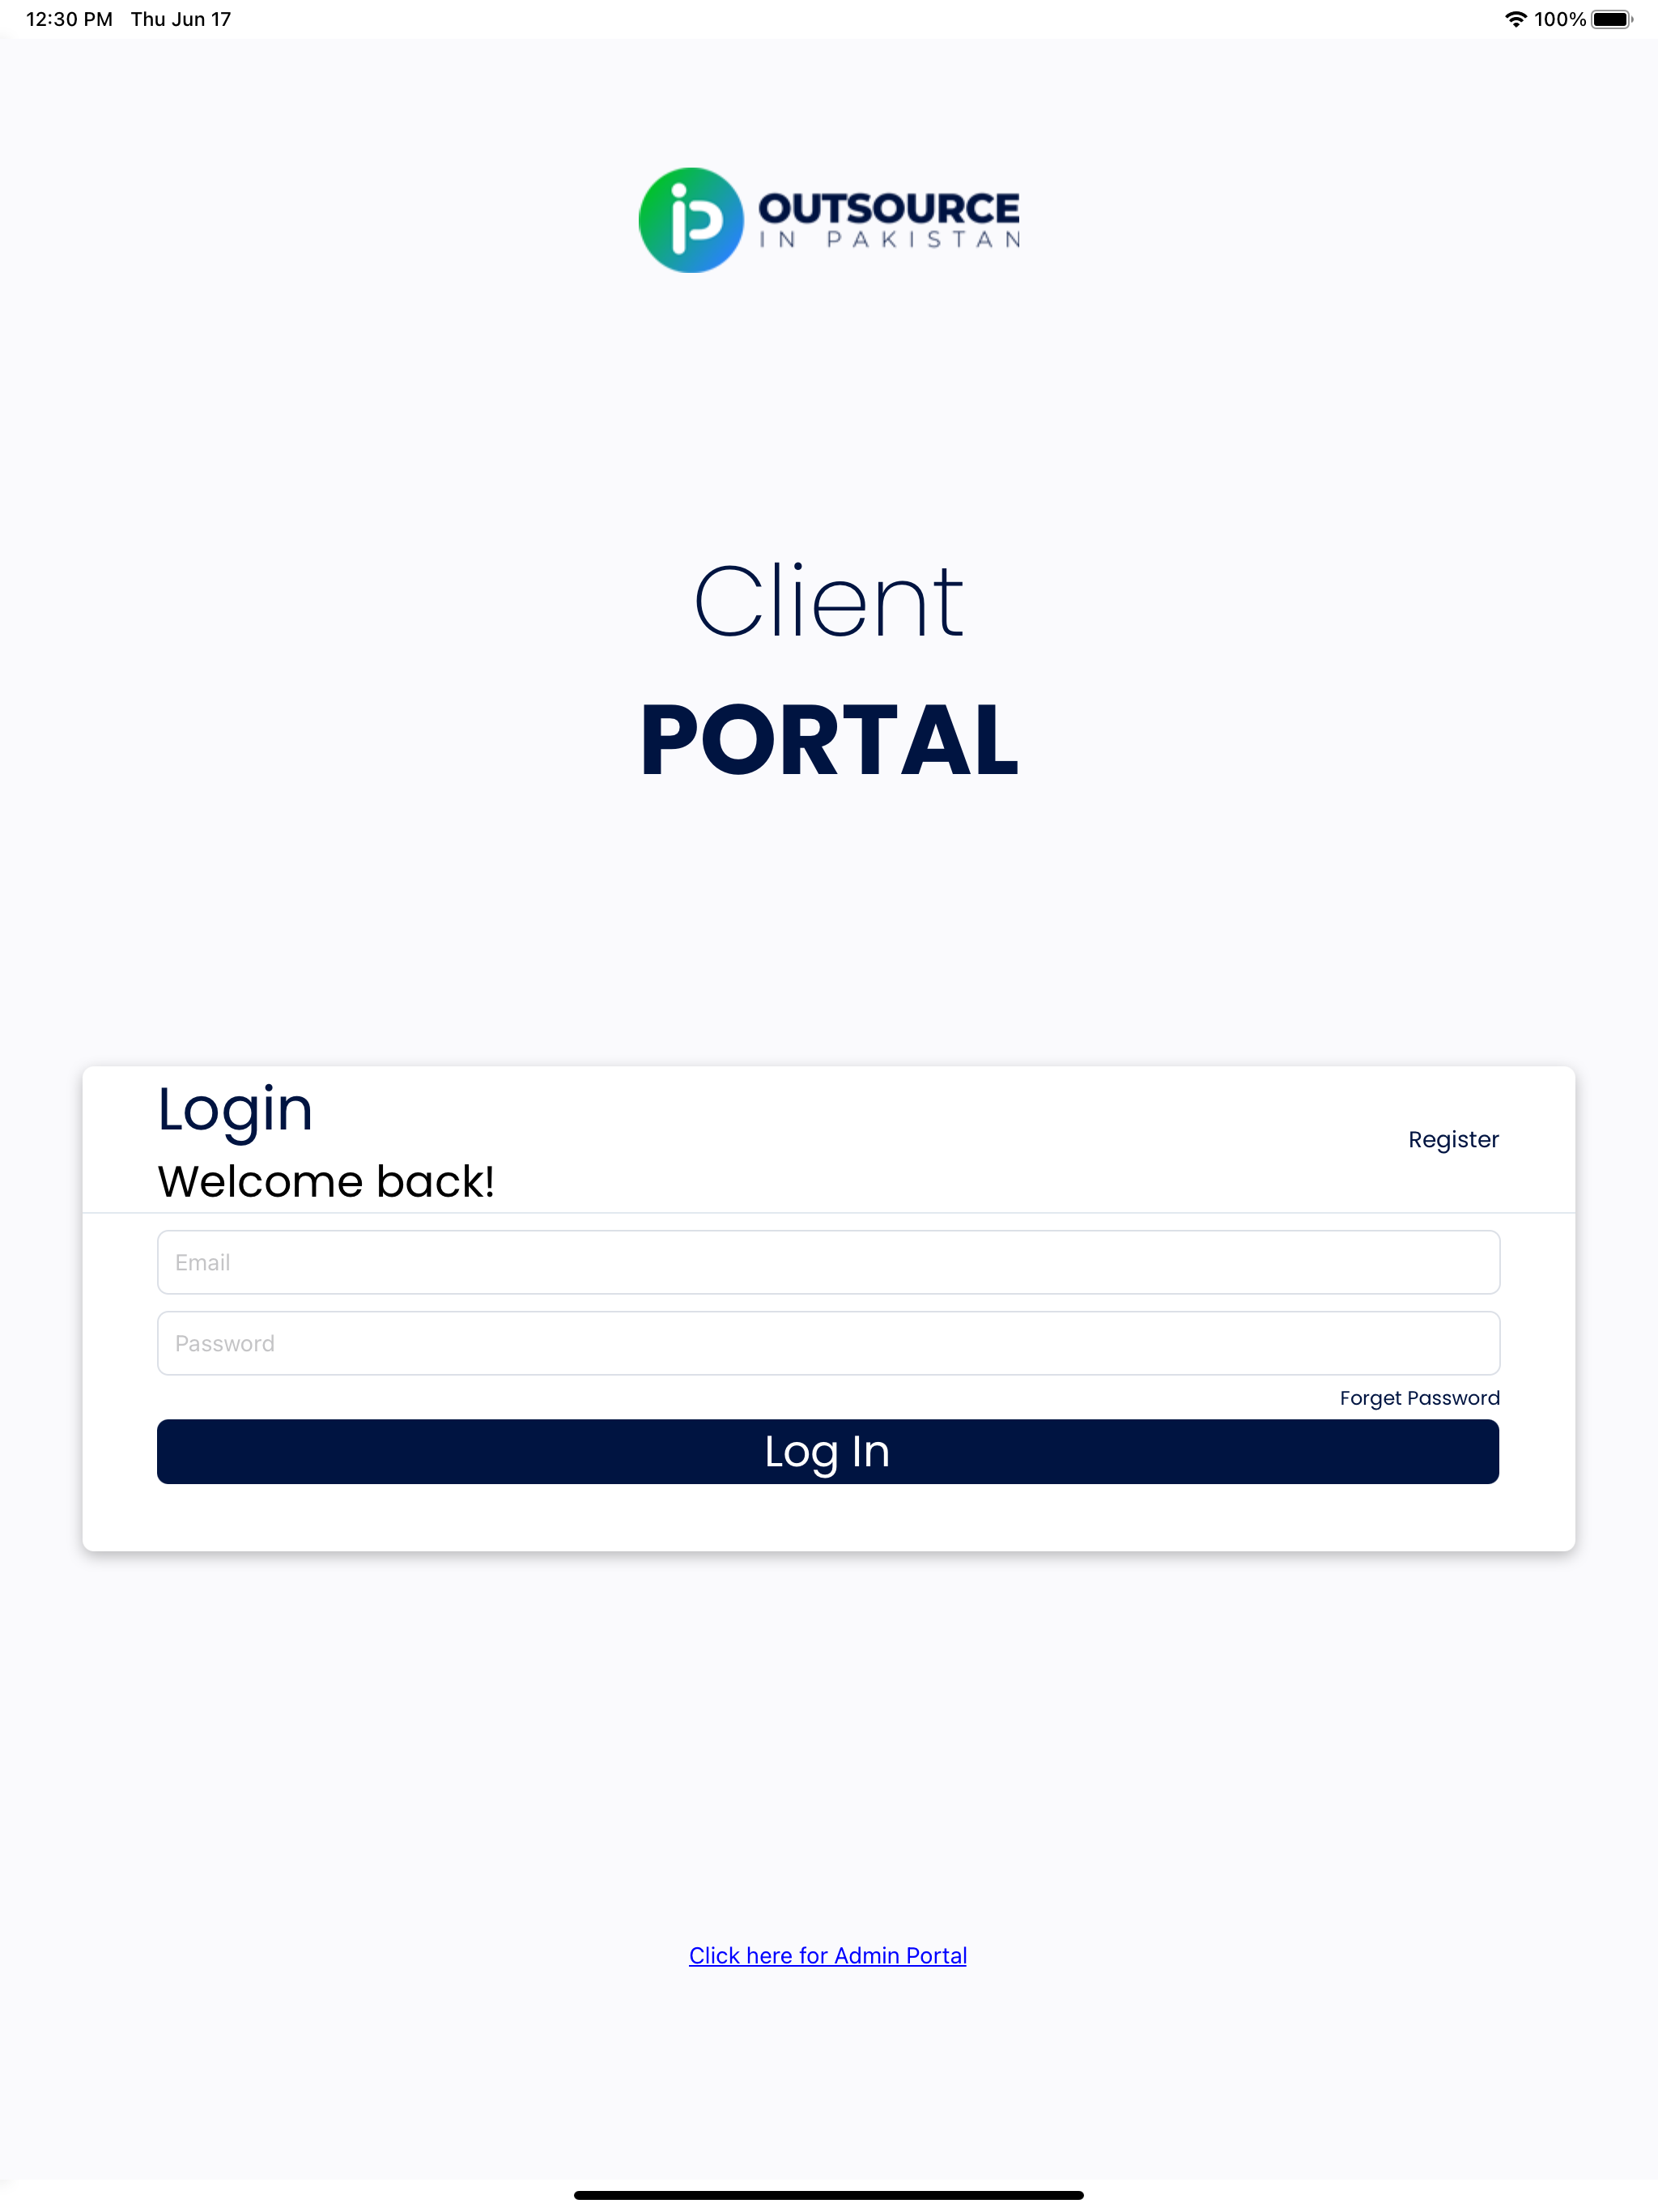 12:30 PM Thu Jun 17 100%
OUTSOURCE
IN PAKISTAN
Client
PORTAL
Login
Register
Welcome back!
Email
Password
Forget Password
Log In
Click here for Admin Portal